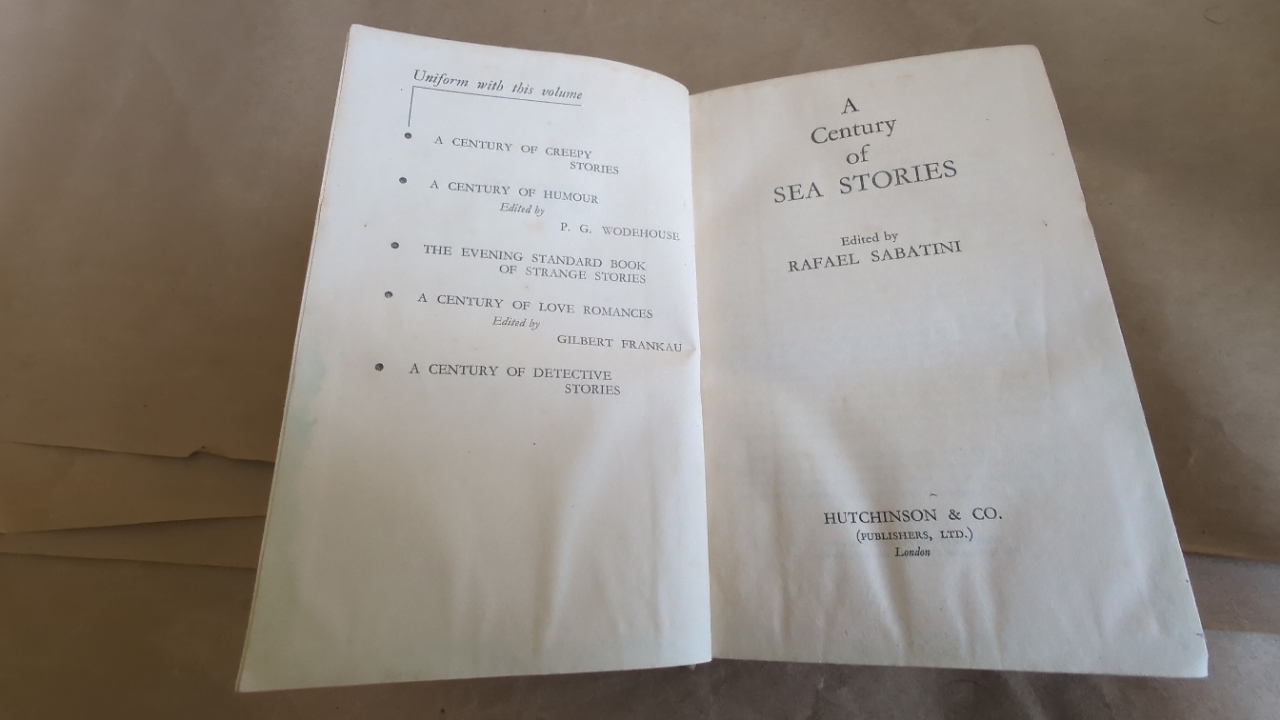 Uniform with this volume
A CENTURY OF CREEPY
STORIES
A CENTURY OF HUMOUR
Edited by
P. G. WODEHOUSE
THE EVENING STANDARD BOOK
OF STRANGE STORIES
A CENTURY OF LOVE ROMANCES
Edited by
GILBERT FRANKAU
A CENTURY OF DETECTIVE
STORIES
A
Century
of
SEA STORIES
Edited by
RAFAEL SABATINI
HUTCHINSON & CO.
(PUBLISHERS, LTD.)
London